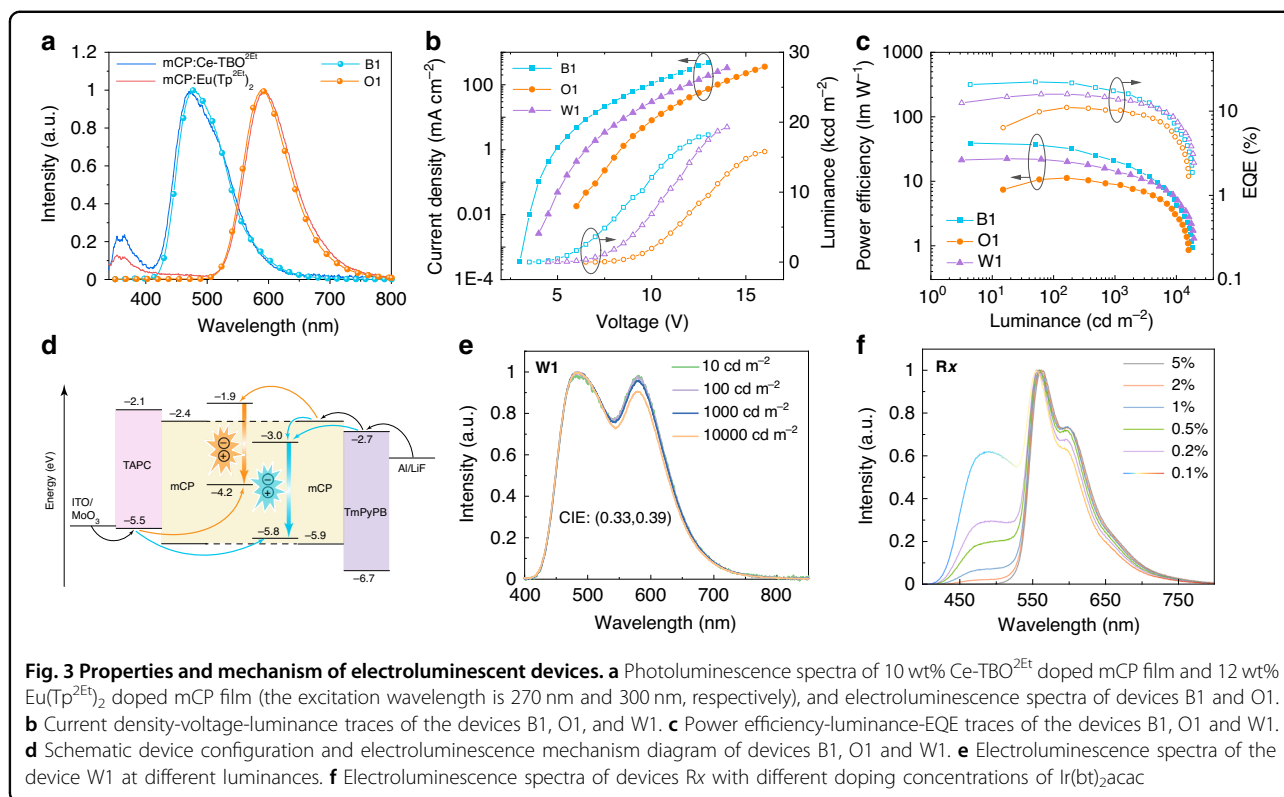 a
1.2
1
0.8
0.6
0.4
0.2
0
Intensity (a.u.)
mCP:Ce-TBO²ᴱᵗ
mCP:Eu(Tp²ᴱᵗ)₂
B1
O1
400 500 600 700 800
Wavelength (nm)
b
100
1
0.01
1E-4
Current density (mA cm⁻²)
B1
O1
W1
30
20
10
0
Luminance (kcd m⁻²)
5 10 15
Voltage (V)
c
1000
100
10
1
Power efficiency (lm W⁻¹)
B1
O1
W1
10
1
0.1
EQE (%)
10⁰ 10¹ 10² 10³ 10⁴
Luminance (cd m⁻²)
d
Energy (eV)
−2.1
−2.4
−1.9
−3.0
−2.7
TAPC
mCP
mCP
TmPyPB
Al/LiF
ITO/
MoO₃
−5.5
−4.2
−5.8
−5.9
−6.7
e
W1
10 cd m⁻²
100 cd m⁻²
1000 cd m⁻²
10000 cd m⁻²
CIE: (0.33,0.39)
1
0.8
0.6
0.4
0.2
0
Intensity (a.u.)
400 500 600 700 800
Wavelength (nm)
f
Rx
5%
2%
1%
0.5%
0.2%
0.1%
1
0.8
0.6
0.4
0.2
0
Intensity (a.u.)
450 550 650 750
Wavelength (nm)
Fig. 3 Properties and mechanism of electroluminescent devices. a Photoluminescence spectra of 10 wt% Ce-TBO²ᴱᵗ doped mCP film and 12 wt%
Eu(Tp²ᴱᵗ)₂ doped mCP film (the excitation wavelength is 270 nm and 300 nm, respectively), and electroluminescence spectra of devices B1 and O1.
b Current density-voltage-luminance traces of the devices B1, O1, and W1. c Power efficiency-luminance-EQE traces of the devices B1, O1 and W1.
d Schematic device configuration and electroluminescence mechanism diagram of devices B1, O1 and W1. e Electroluminescence spectra of the
device W1 at different luminances. f Electroluminescence spectra of devices Rx with different doping concentrations of Ir(bt)₂acac